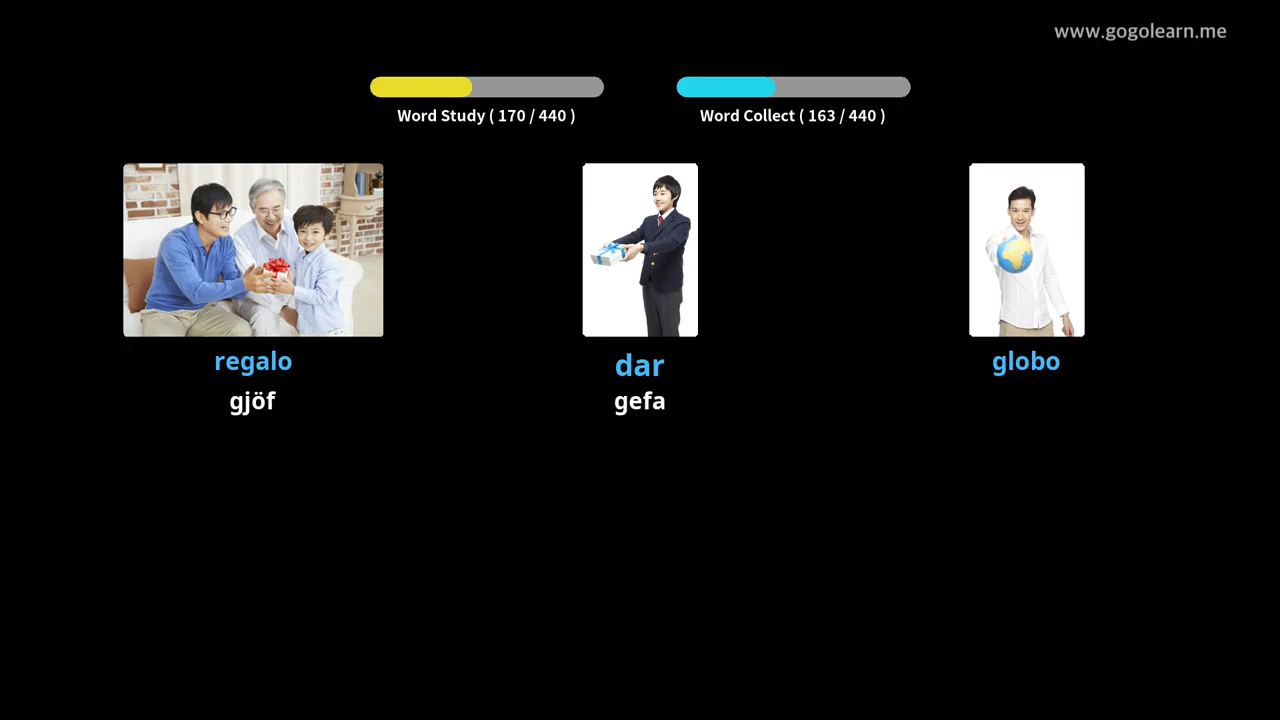 www.gogolearn.me
Word Study ( 170 / 440 )
Word Collect ( 163 / 440 )
regalo
gjöf
dar
gefa
globo